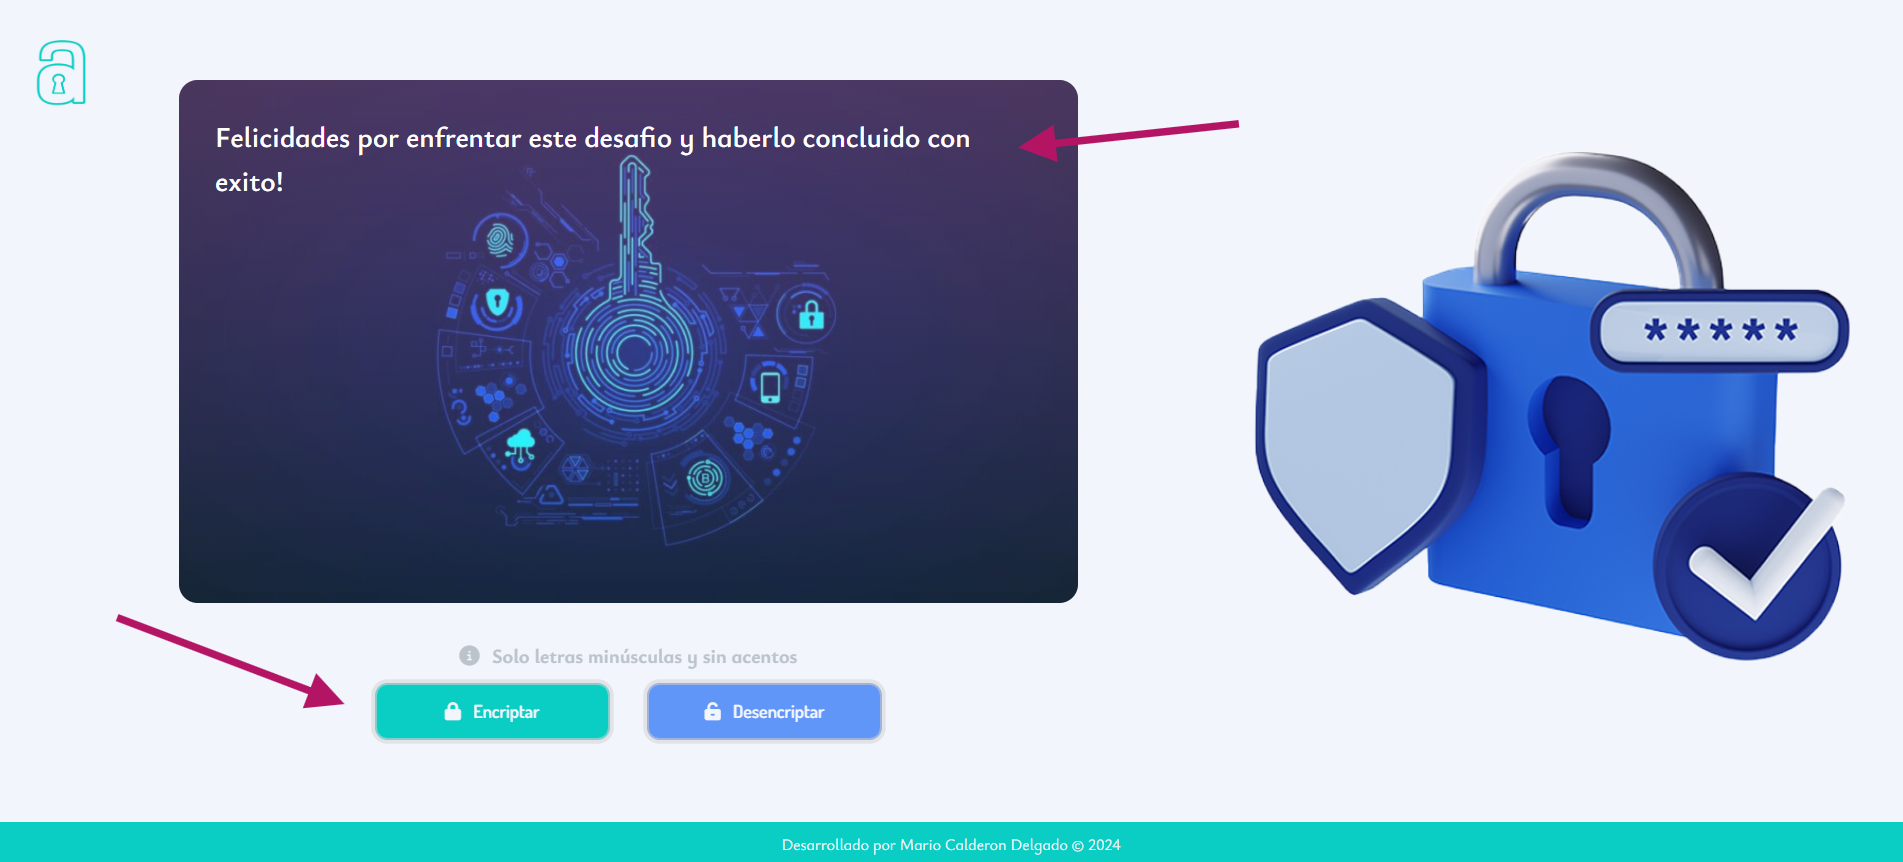 a
Felicidades por enfrentar este desafio y haberlo concluido con
exito!
*****
B
Solo letras minúsculas y sin acentos
Encriptar
Desencriptar
Desarrollado por Mario Calderon Delgado © 2024